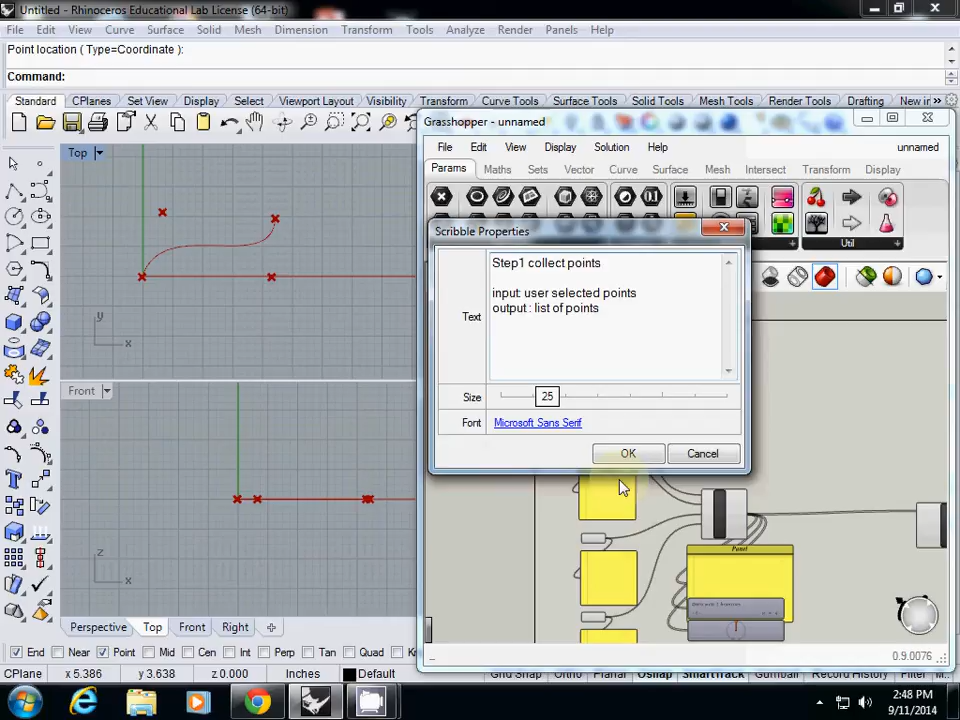 Untitled - Rhinoceros Educational Lab License (64-bit)
File Edit View Curve Surface Solid Mesh Dimension Transform Tools Analyze Render Panels Help
Point location ( Type=Coordinate ):
Command:
Standard CPlanes Set View Display Select Viewport Layout Visibility Transform Curve Tools Surface Tools Solid Tools Mesh Tools Render Tools Drafting New in »
Top
y
x
Front
z
x
Grasshopper - unnamed
File Edit View Display Solution Help unnamed
Params Maths Sets Vector Curve Surface Mesh Intersect Transform Display
Util
Scribble Properties
Text
Step1 collect points
input: user selected points
output : list of points
Size 25
Font Microsoft Sans Serif
OK Cancel
Panel
0.9.0076
Perspective Top Front Right
End Near Point Mid Cen Int Perp Tan Quad
CPlane x 5.386 y 3.638 z 0.000 Inches Default Grid Snap Ortho Planar Osnap SmartTrack Gumball Record History
2:48 PM
9/11/2014